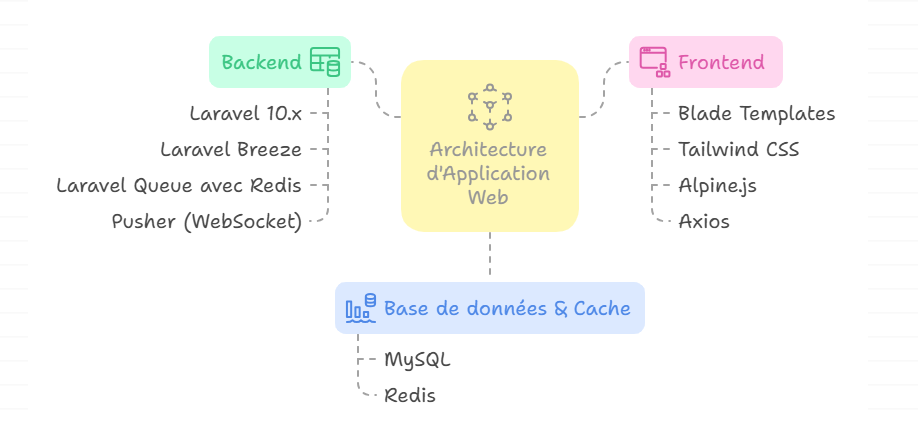 Backend
Laravel 10.x
Laravel Breeze
Laravel Queue avec Redis
Pusher (WebSocket)
Architecture
d'Application
Web
Frontend
Blade Templates
Tailwind CSS
Alpine.js
Axios
Base de données & Cache
MySQL
Redis